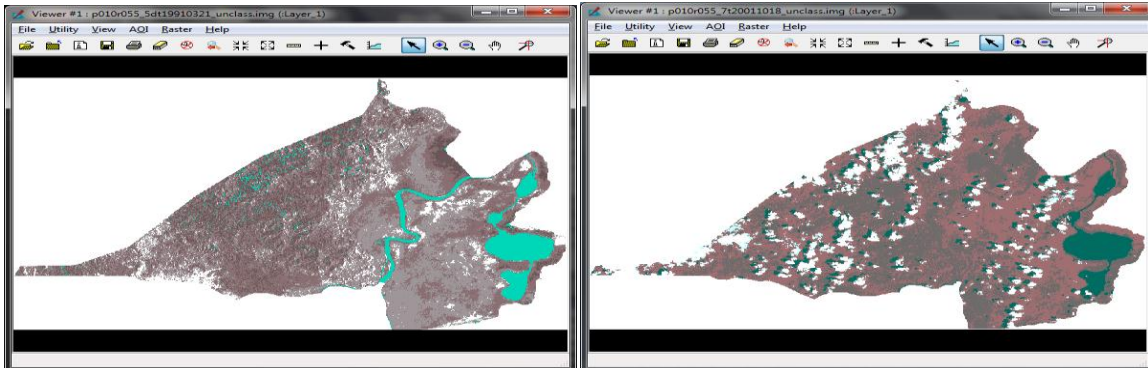 Viewer #1 : p010r055_5dt19910321_unclass.img (:Layer_1)
File Utility View AOI Raster Help
Viewer #1 : p010r055_7t20011018_unclass.img (:Layer_1)
File Utility View AOI Raster Help